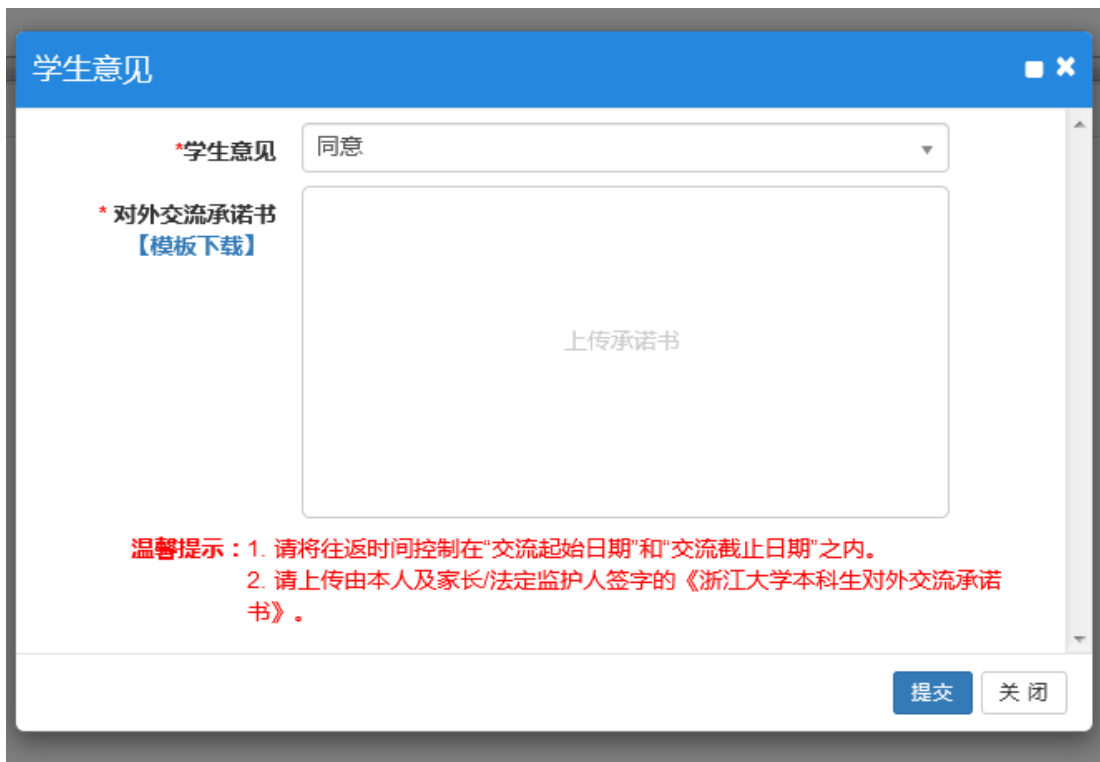 学生意见
*学生意见 同意
* 对外交流承诺书
【模板下载】
上传承诺书
温馨提示：1. 请将往返时间控制在“交流起始日期”和“交流截止日期”之内。
2. 请上传由本人及家长/法定监护人签字的《浙江大学本科生对外交流承诺
书》。
提交 关 闭